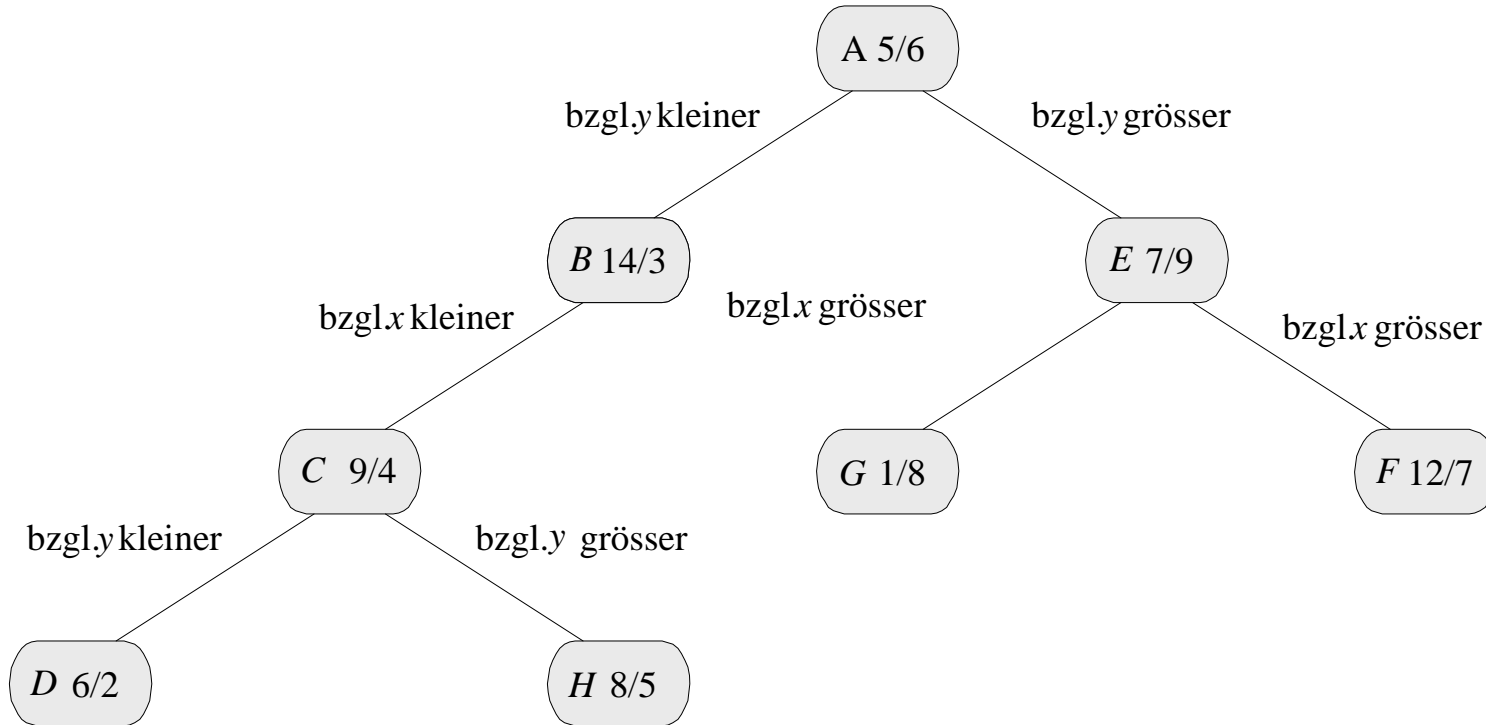 A 5/6
bzgl.y kleiner
bzgl.y grösser
B 14/3
E 7/9
bzgl.x kleiner
bzgl.x grösser
bzgl.x grösser
C 9/4
G 1/8
F 12/7
bzgl.y kleiner
bzgl.y grösser
D 6/2
H 8/5